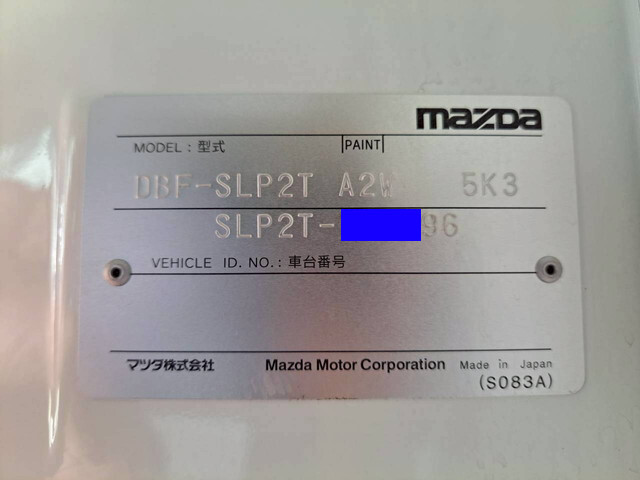 mazDa
MODEL : 型式 PAINT
DBF-SLP2T A2W 5K3
SLP2T- 96
VEHICLE ID. NO. : 車台番号
マツダ株式会社 Mazda Motor Corporation Made in Japan
(S083A)